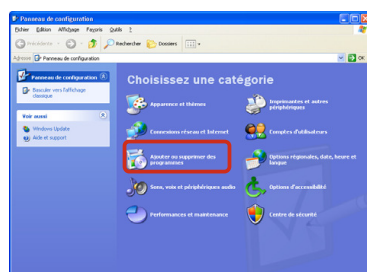 Panneau de configuration
Fichier Edition Affichage Favoris Outils ?
Précédente Rechercher Dossiers
Adresse Panneau de configuration OK
Panneau de configuration
Basculer vers l'affichage
classique
Voir aussi
Windows Update
Aide et support
Choisissez une catégorie
Apparence et thèmes
Imprimantes et autres
périphériques
Connexions réseau et Internet
Comptes d'utilisateurs
Ajouter ou supprimer des
programmes
Options régionales, date, heure et
langue
Sons, voix et périphériques audio
Options d'accessibilité
Performances et maintenance
Centre de sécurité